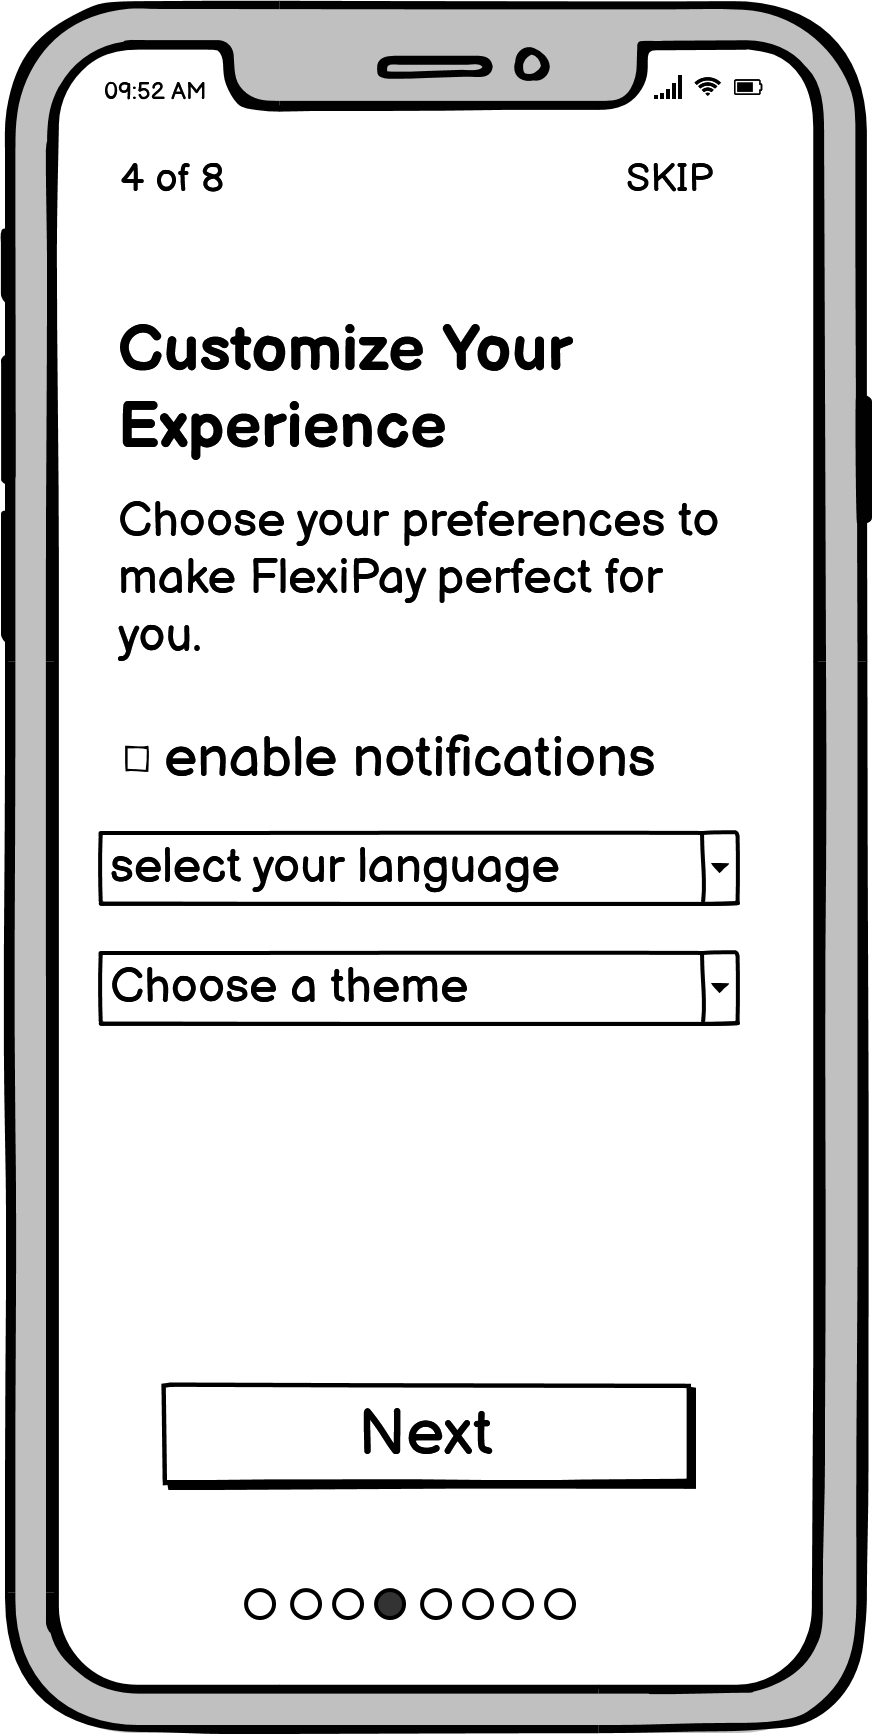 09:52 AM
4 of 8 SKIP
Customize Your
Experience
Choose your preferences to
make FlexiPay perfect for
you.
enable notifications
select your language
Choose a theme
Next